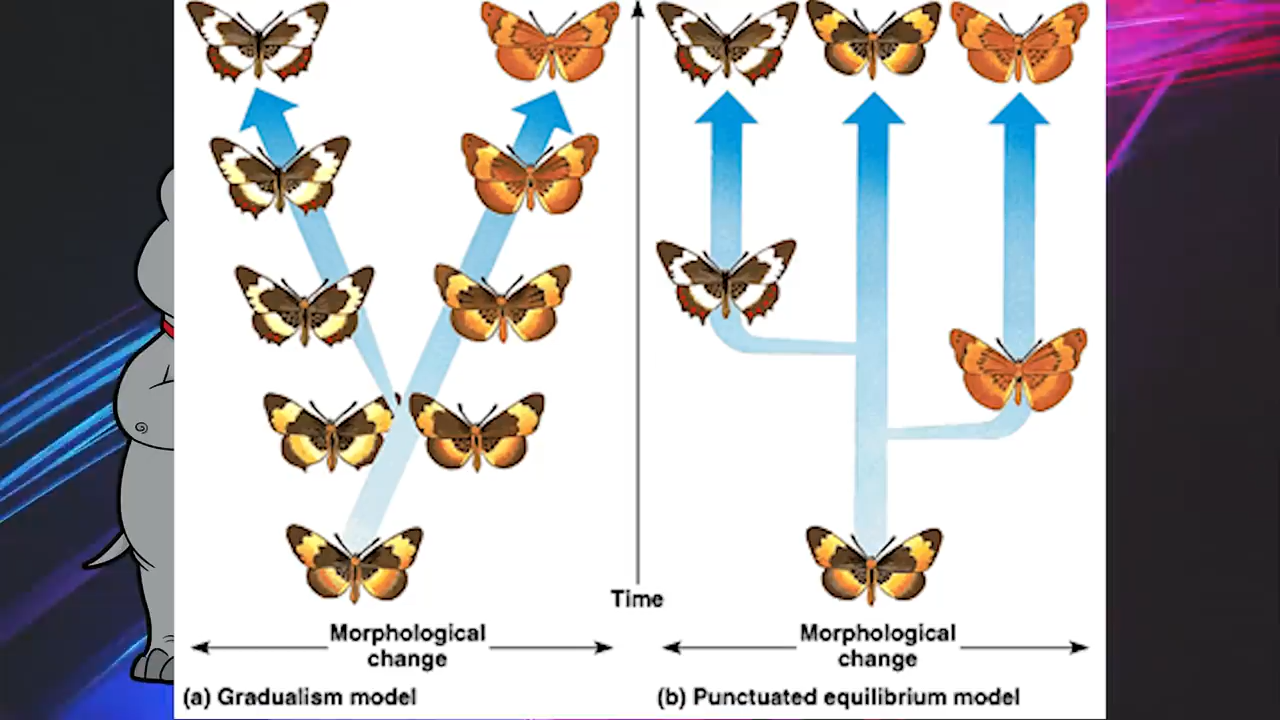 Time
Morphological
change
Morphological
change
(a) Gradualism model
(b) Punctuated equilibrium model